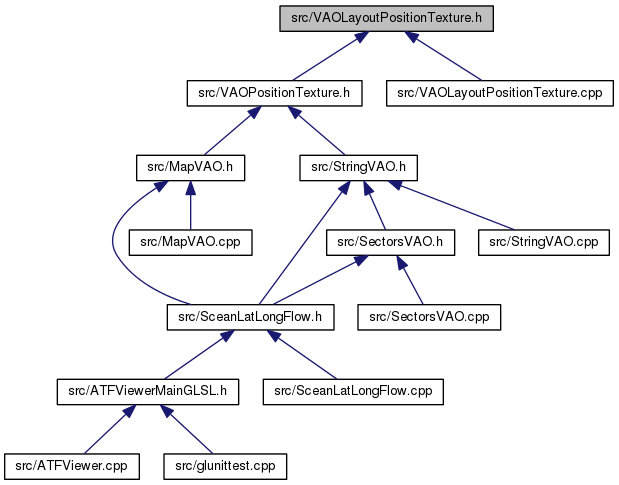 src/VAOLayoutPositionTexture.h
src/VAOPositionTexture.h
src/VAOLayoutPositionTexture.cpp
src/MapVAO.h
src/StringVAO.h
src/MapVAO.cpp
src/SectorsVAO.h
src/StringVAO.cpp
src/SceanLatLongFlow.h
src/SectorsVAO.cpp
src/ATFViewerMainGLSL.h
src/SceanLatLongFlow.cpp
src/ATFViewer.cpp
src/glunittest.cpp